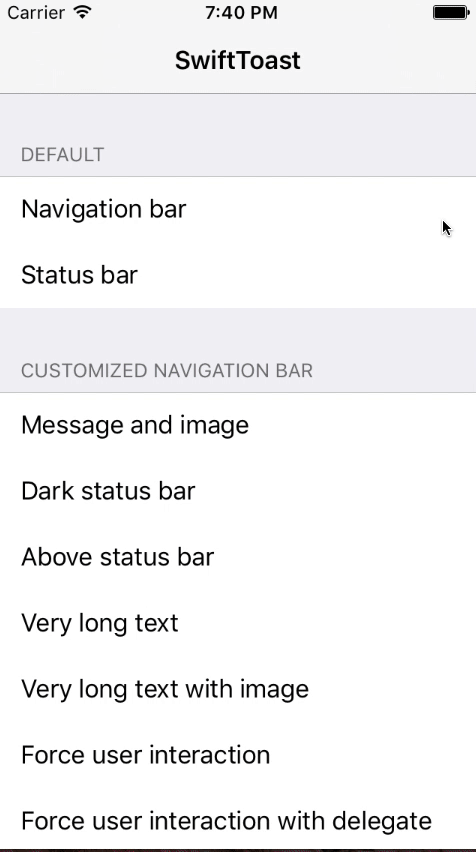 Carrier 7:40 PM
SwiftToast
DEFAULT
Navigation bar
Status bar
CUSTOMIZED NAVIGATION BAR
Message and image
Dark status bar
Above status bar
Very long text
Very long text with image
Force user interaction
Force user interaction with delegate